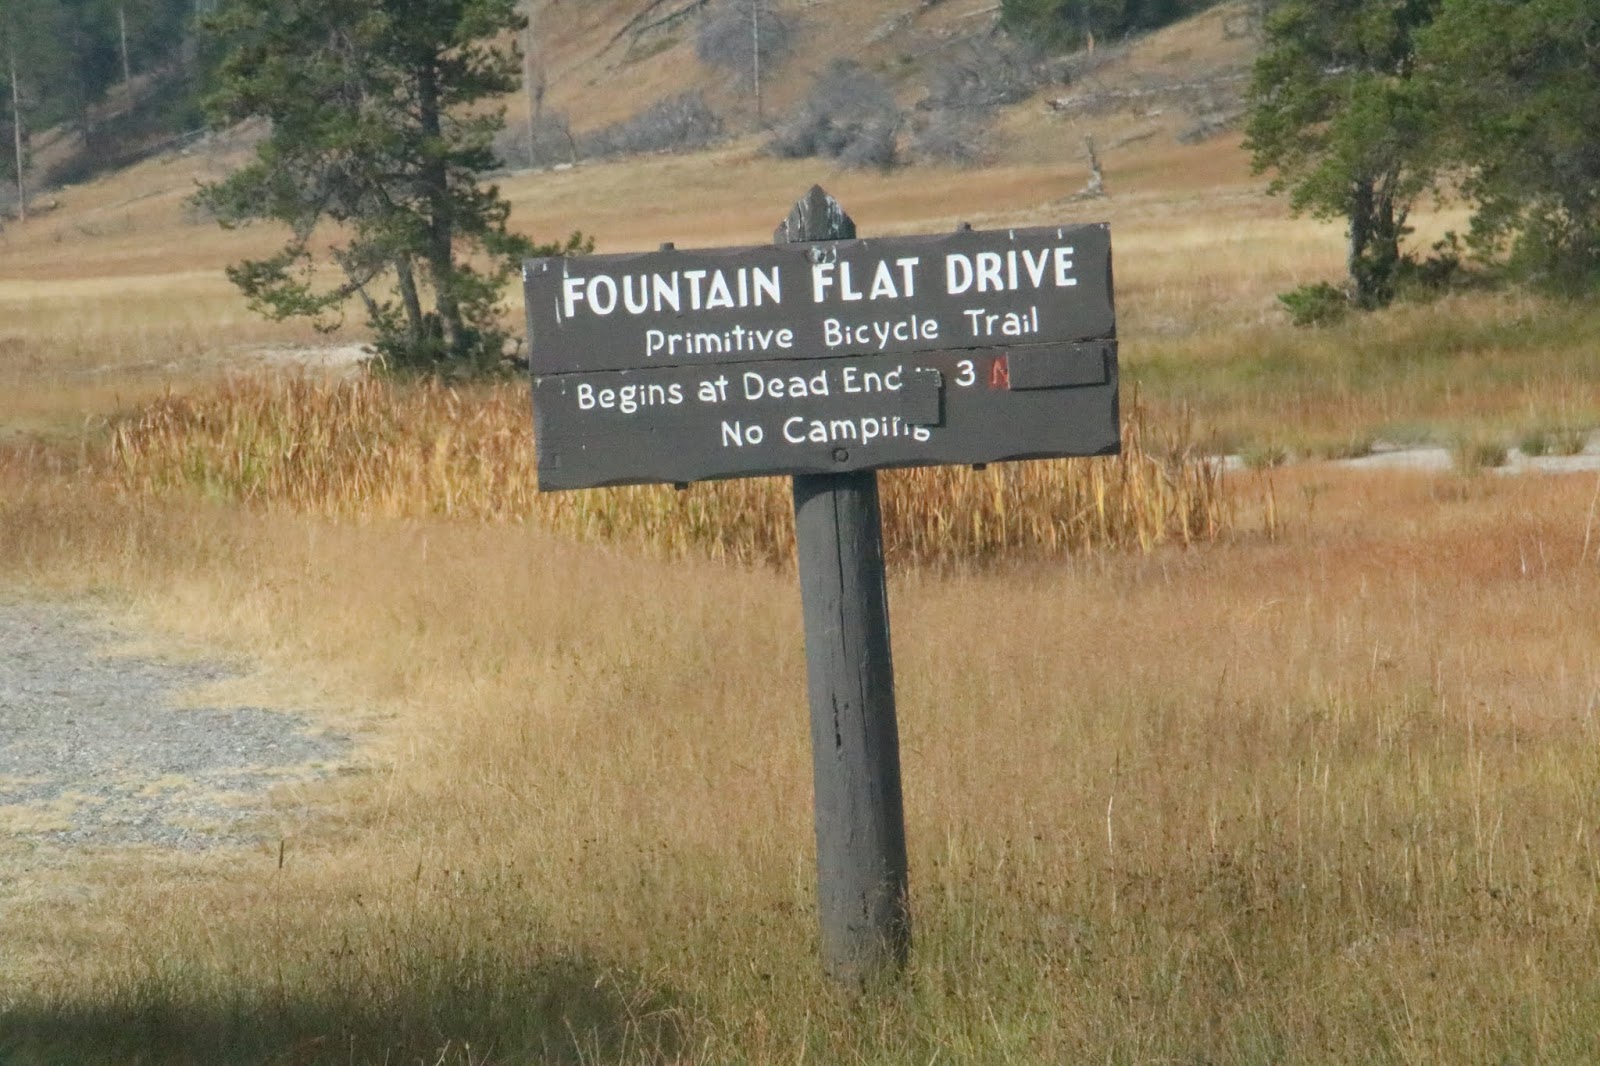 FOUNTAIN FLAT DRIVE
Primitive Bicycle Trail
Begins at Dead End 3
No Camping